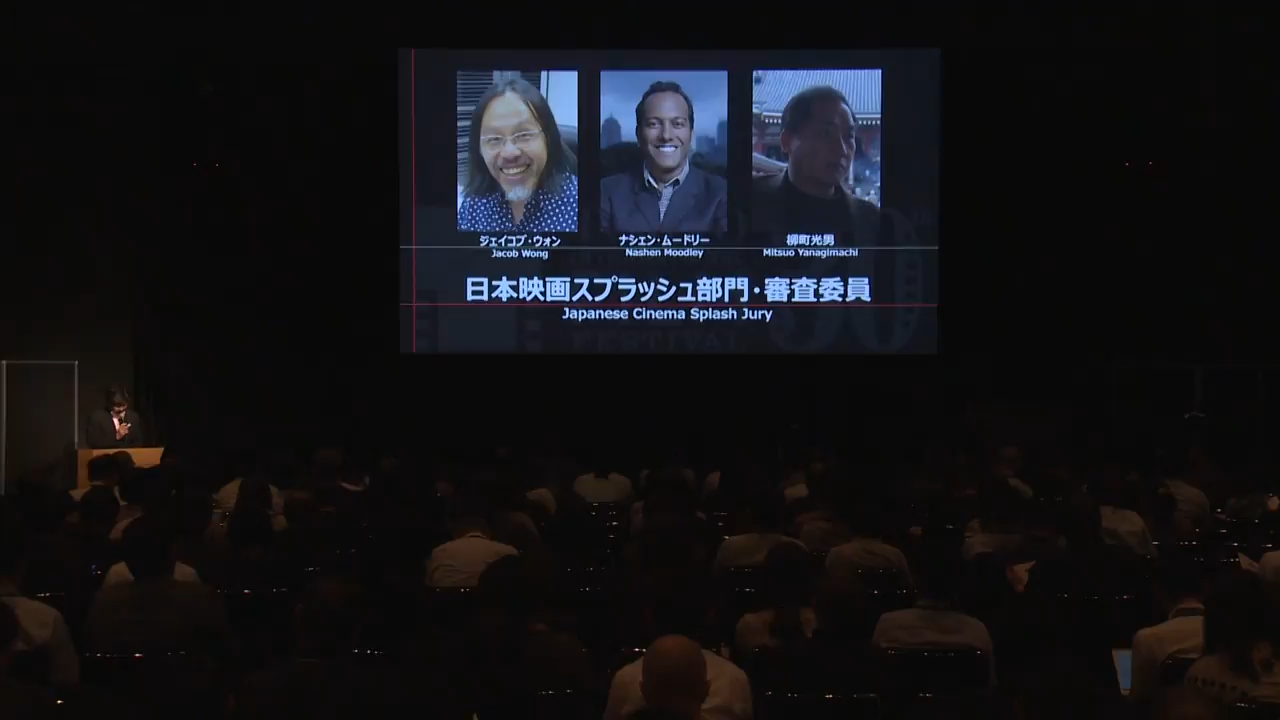 ジェイコブ・ウォン
Jacob Wong
ナシェン・ムードリー
Nashen Moodley
柳町光男
Mitsuo Yanagimachi
日本映画スプラッシュ部門・審査委員
Japanese Cinema Splash Jury
FESTIVAL